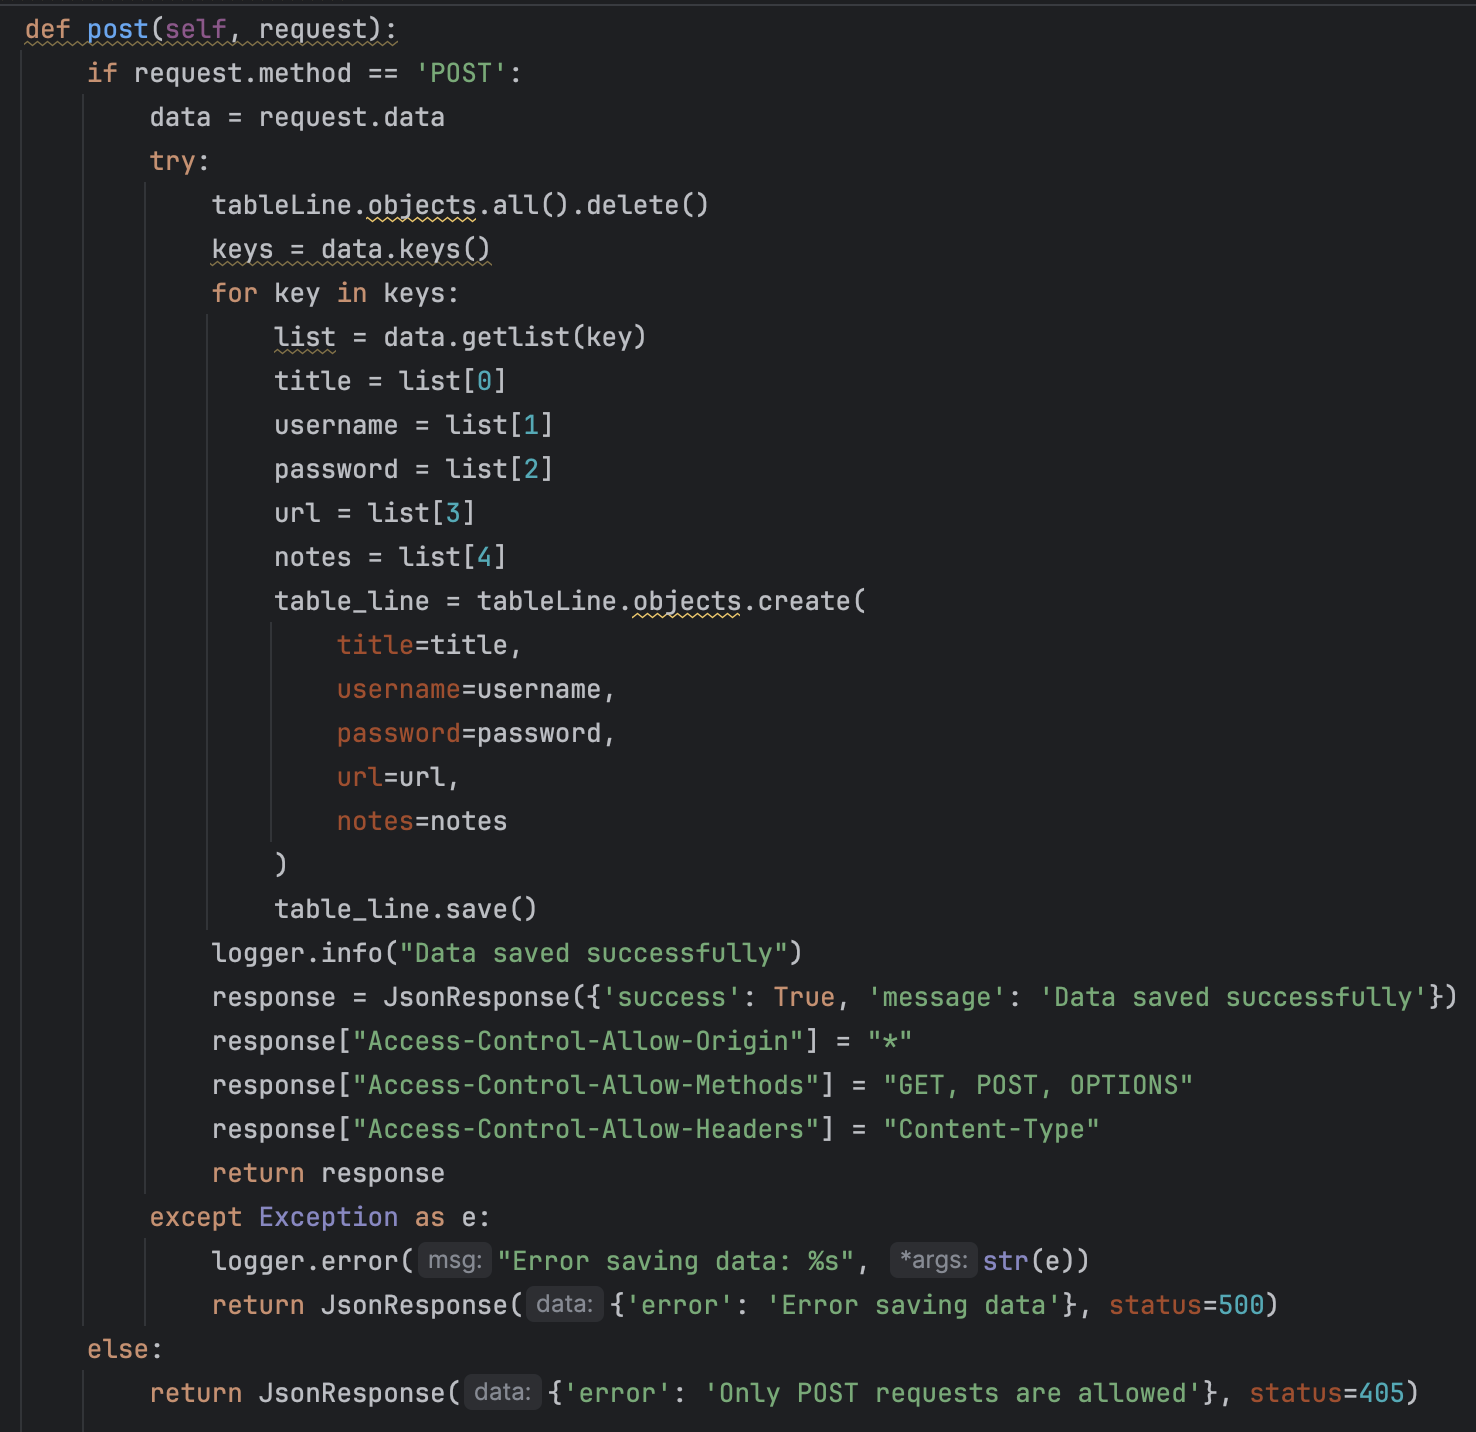 def post(self, request):
    if request.method == 'POST':
        data = request.data
        try:
            tableLine.objects.all().delete()
            keys = data.keys()
            for key in keys:
                list = data.getlist(key)
                title = list[0]
                username = list[1]
                password = list[2]
                url = list[3]
                notes = list[4]
                table_line = tableLine.objects.create(
                    title=title,
                    username=username,
                    password=password,
                    url=url,
                    notes=notes
                )
                table_line.save()
            logger.info("Data saved successfully")
            response = JsonResponse({'success': True, 'message': 'Data saved successfully'})
            response["Access-Control-Allow-Origin"] = "*"
            response["Access-Control-Allow-Methods"] = "GET, POST, OPTIONS"
            response["Access-Control-Allow-Headers"] = "Content-Type"
            return response
        except Exception as e:
            logger.error( msg: "Error saving data: %s", *args: str(e))
            return JsonResponse( data: {'error': 'Error saving data'}, status=500)
    else:
        return JsonResponse( data: {'error': 'Only POST requests are allowed'}, status=405)